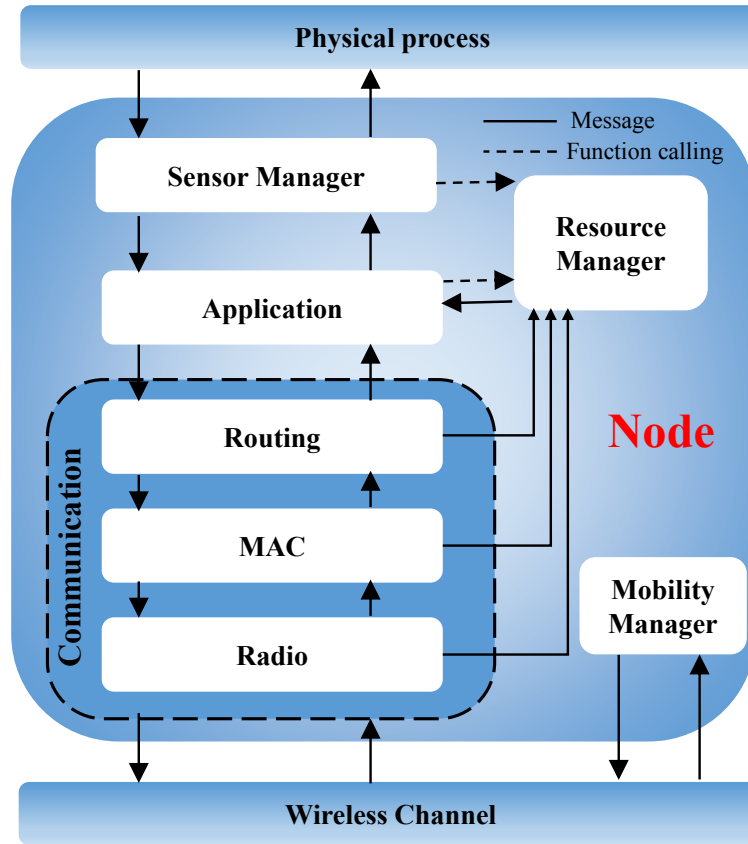 Physical process
Message
Function calling
Sensor Manager
Resource
Manager
Application
Routing
Node
Communication
MAC
Mobility
Manager
Radio
Wireless Channel